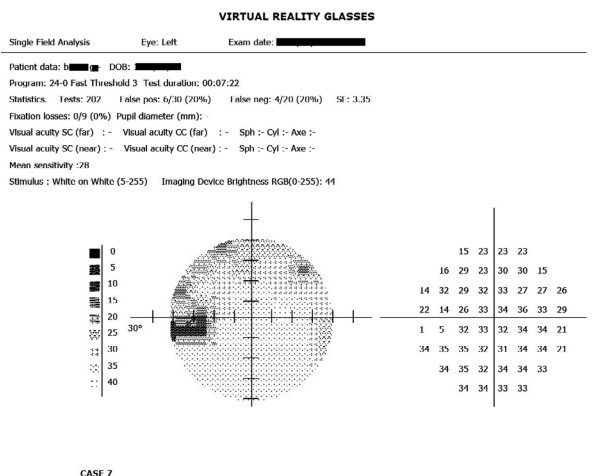 VIRTUAL REALITY GLASSES
Single Field Analysis Eye: Left Exam date:
Patient data: b DOB:
Program: 24-0 Fast Threshold 3 Test duration: 00:07:22
Statistics. Tests: 202 False pos: 6/30 (20%) False neg: 4/20 (20%) SF: 3.35
Fixation losses: 0/9 (0%) Pupil diameter (mm): -
Visual acuity SC (far) : - Visual acuity CC (far) : - Sph :- Cyl :- Axe :-
Visual acuity SC (near) : - Visual acuity CC (near) : - Sph :- Cyl :- Axe :-
Mean sensitivity :28
Stimulus : White on White (5-255) Imaging Device Brightness RGB(0-255): 44
0
5
10
15
20
25
30
35
40
30°
15 23 23 23
16 29 23 30 30 15
14 32 29 32 33 27 27 26
22 14 26 33 34 36 33 29
1 5 32 33 32 34 34 21
34 35 35 32 31 34 34 21
34 35 32 34 34 33
34 34 33 33
CASE 7